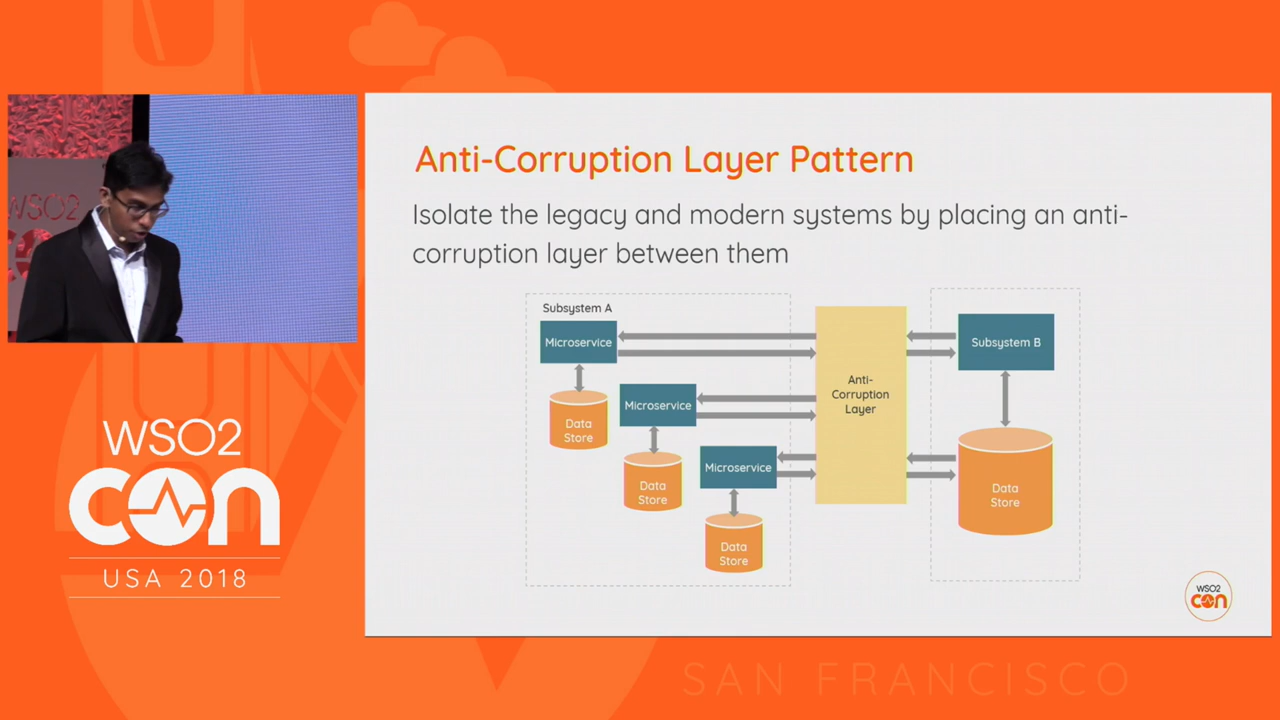 Anti-Corruption Layer Pattern
Isolate the legacy and modern systems by placing an anti-
corruption layer between them
Subsystem A
Microservice
Data
Store
Microservice
Data
Store
Microservice
Data
Store
Anti-
Corruption
Layer
Subsystem B
Data
Store
WSO2
CON
WSO2
WSO2
con
USA 2018
SAN FRANCISCO